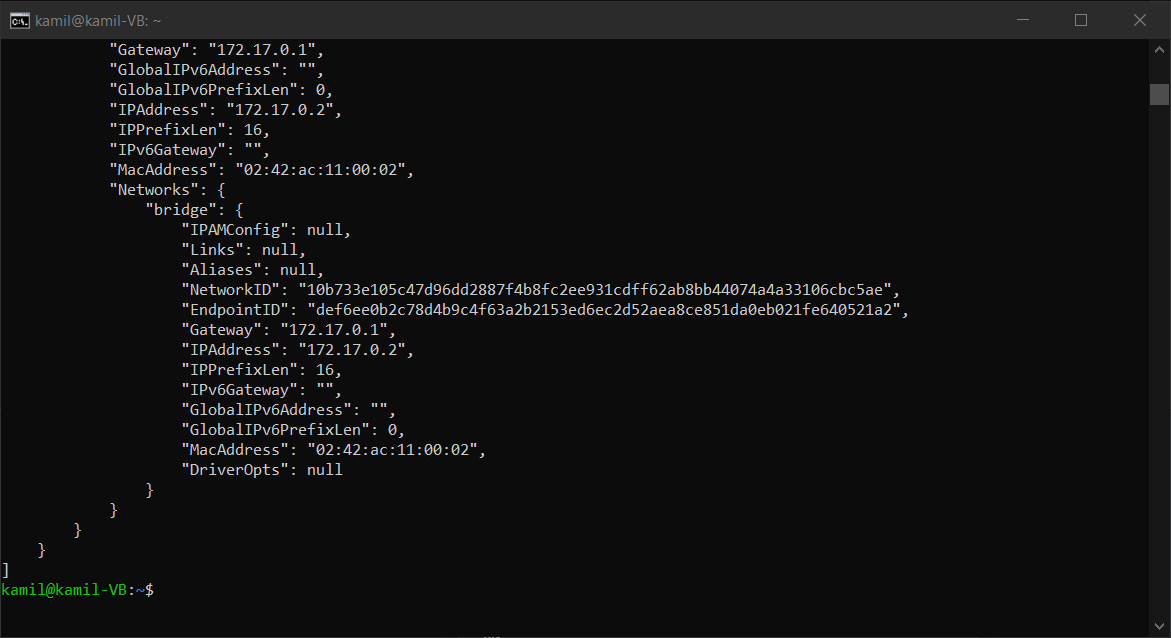 kamil@kamil-VB: ~
"Gateway": "172.17.0.1",
"GlobalIPv6Address": "",
"GlobalIPv6PrefixLen": 0,
"IPAddress": "172.17.0.2",
"IPPrefixLen": 16,
"IPv6Gateway": "",
"MacAddress": "02:42:ac:11:00:02",
"Networks": {
"bridge": {
"IPAMConfig": null,
"Links": null,
"Aliases": null,
"NetworkID": "10b733e105c47d96dd2887f4b8fc2ee931cdff62ab8bb44074a4a33106cbc5ae",
"EndpointID": "def6ee0b2c78d4b9c4f63a2b2153ed6ec2d52aea8ce851da0eb021fe640521a2",
"Gateway": "172.17.0.1",
"IPAddress": "172.17.0.2",
"IPPrefixLen": 16,
"IPv6Gateway": "",
"GlobalIPv6Address": "",
"GlobalIPv6PrefixLen": 0,
"MacAddress": "02:42:ac:11:00:02",
"DriverOpts": null
}
}
}
}
]
kamil@kamil-VB:~$